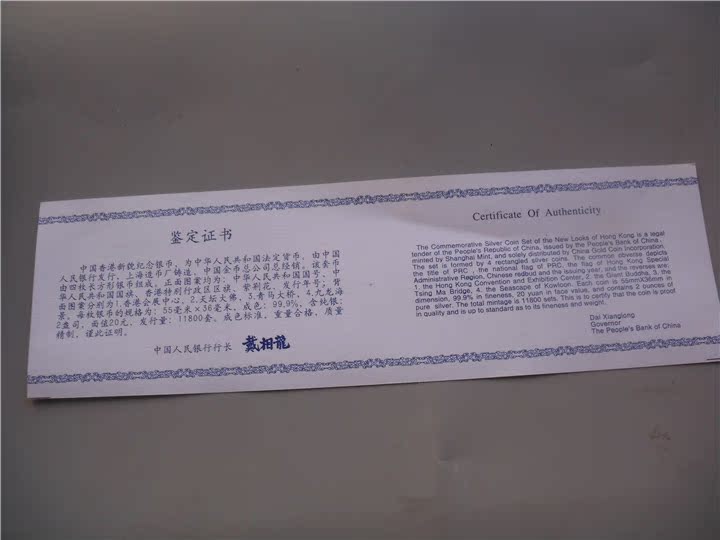 鉴定证书
中国香港新貌纪念银币，为中华人民共和国法定货币，由中国
人民银行发行，上海造币厂铸造，中国金币总公司总经销。该套币
由四枚长方形银币组成，正面图案均为：中华人民共和国国号、中
华人民共和国国旗、香港特别行政区区旗、紫荆花、发行年号；背
面图案分别为1.香港会展中心，2.天坛大佛，3.青马大桥，4.九龙海
景。每枚银币的规格为：55毫米×36毫米，成色：99.9%，含纯银：
2盎司，面值20元，发行量：11800套。成色标准，重量合格，质量
精制，谨此证明。
中国人民银行行长 戴相龍
Certificate Of Authenticity
The Commemorative Silver Coin Set of the New Looks of Hong Kong is a legal
tender of the People's Republic of China, issued by the People's Bank of China,
minted by Shanghai Mint, and solely distributed by China Gold Coin Incorporation.
The set is formed by 4 rectangled silver coins. The common obverse depicts
the title of PRC, the national flag of PRC, the flag of Hong Kong Special
Administrative Region, Chinese redbud and the issuing year, and the reverses are:
1, the Hong Kong Convention and Exhibition Center, 2, the Giant Buddha, 3, the
Tsing Ma Bridge, 4, the Seascape of Kowloon. Each coin is 55mmX36mm in
dimension, 99.9% in fineness, 20 yuan in face value, and contains 2 ounces of
pure silver. The total mintage is 11800 sets. This is to certify that the coin is proof
in quality and is up to standard as to its fineness and weight.
Dai Xianglong
Governor
The People's Bank of China